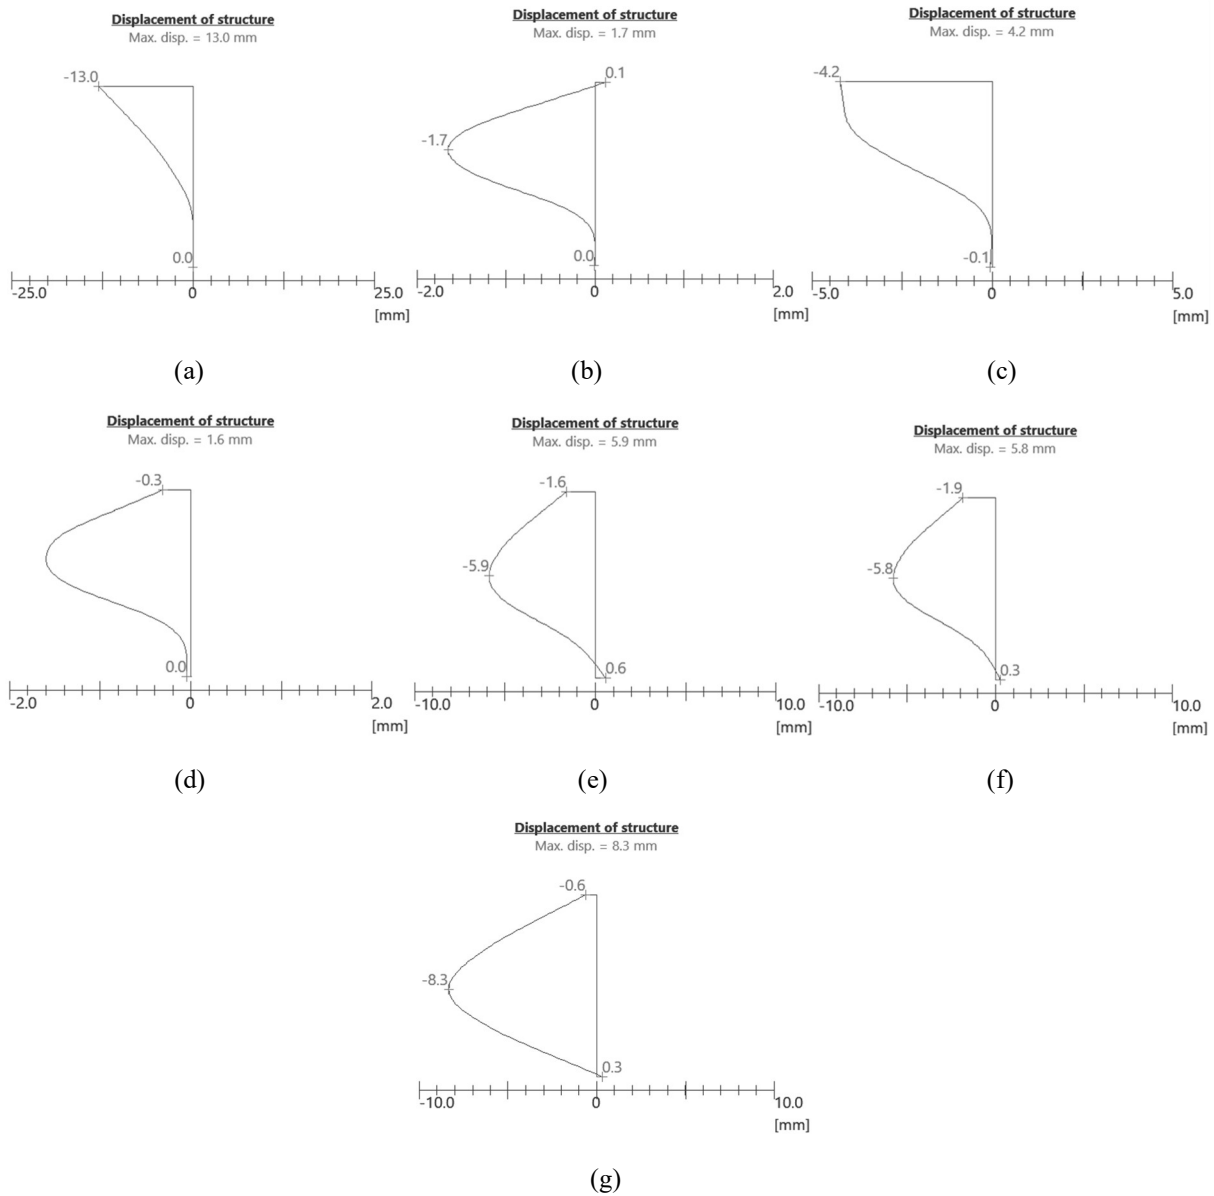 Displacement of structure
Max. disp. = 13.0 mm
-13.0
0.0
-25.0 0 25.0
[mm]
(a)
Displacement of structure
Max. disp. = 1.7 mm
0.1
-1.7
0.0
-2.0 0 2.0
[mm]
(b)
Displacement of structure
Max. disp. = 4.2 mm
-4.2
-0.1
-5.0 0 5.0
[mm]
(c)
Displacement of structure
Max. disp. = 1.6 mm
-0.3
0.0
-2.0 0 2.0
[mm]
(d)
Displacement of structure
Max. disp. = 5.9 mm
-1.6
-5.9
0.6
-10.0 0 10.0
[mm]
(e)
Displacement of structure
Max. disp. = 5.8 mm
-1.9
-5.8
0.3
-10.0 0 10.0
[mm]
(f)
Displacement of structure
Max. disp. = 8.3 mm
-0.6
-8.3
0.3
-10.0 0 10.0
[mm]
(g)